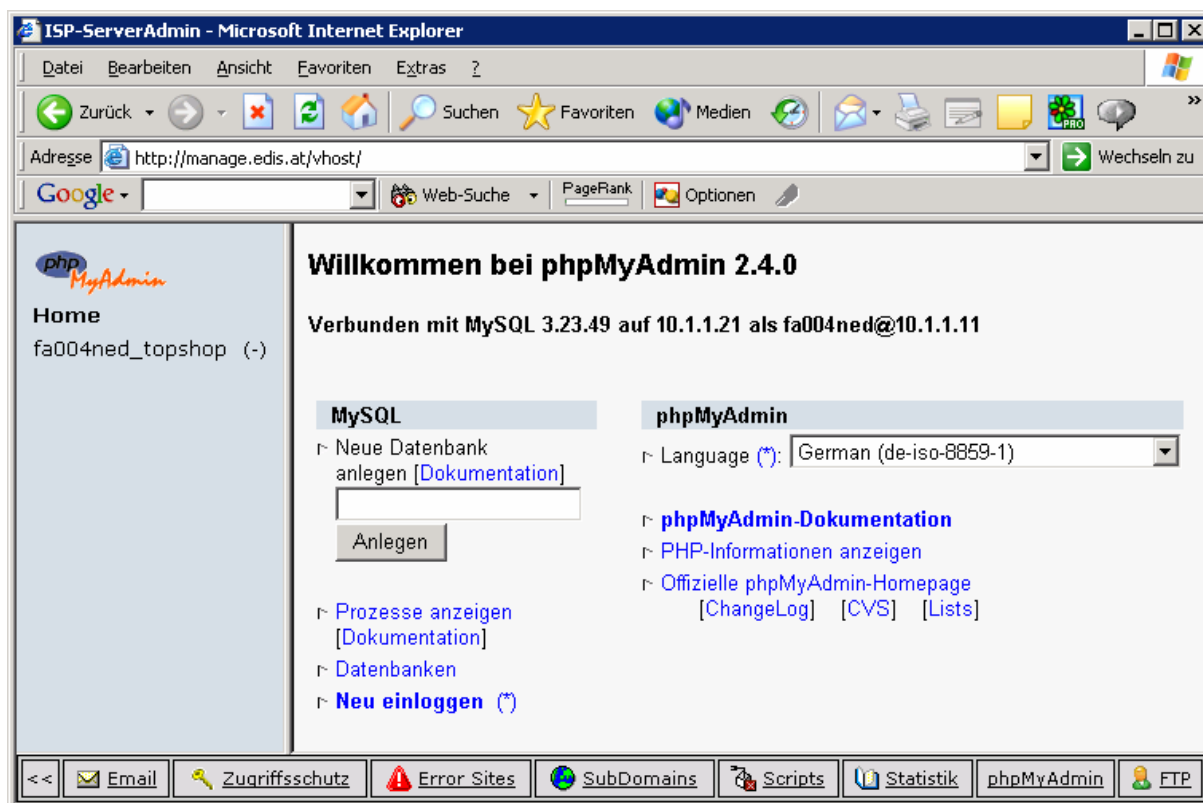 ISP-ServerAdmin - Microsoft Internet Explorer
Datei Bearbeiten Ansicht Favoriten Extras ?
Zurück Suchen Favoriten Medien PRO »
Adresse http://manage.edis.at/vhost/ Wechseln zu
Google Web-Suche PageRank Optionen
php
MyAdmin
Home
fa004ned_topshop (-)
Willkommen bei phpMyAdmin 2.4.0
Verbunden mit MySQL 3.23.49 auf 10.1.1.21 als fa004ned@10.1.1.11
MySQL
Neue Datenbank
anlegen [Dokumentation]
Anlegen
Prozesse anzeigen
[Dokumentation]
Datenbanken
Neu einloggen (*)
phpMyAdmin
Language (*): German (de-iso-8859-1)
phpMyAdmin-Dokumentation
PHP-Informationen anzeigen
Offizielle phpMyAdmin-Homepage
[ChangeLog] [CVS] [Lists]
<< Email Zugriffsschutz Error Sites SubDomains Scripts Statistik phpMyAdmin FTP